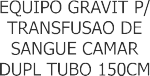 EQUIPO GRAVIT P/
TRANSFUSAO DE
SANGUE CAMAR
DUPL TUBO 150CM